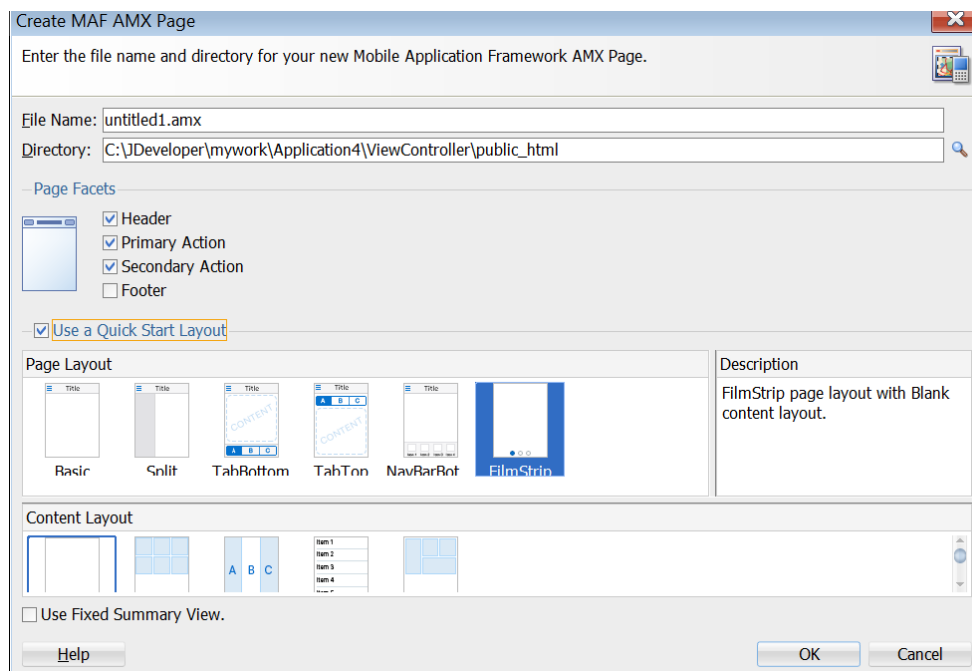 Create MAF AMX Page
Enter the file name and directory for your new Mobile Application Framework AMX Page.
File Name: untitled1.amx
Directory: C:\JDeveloper\mywork\Application4\ViewController\public_html
Page Facets
Header
Primary Action
Secondary Action
Footer
Use a Quick Start Layout
Page Layout
Title Title Title Title Title
A B C
CONTENT CONTENT
A B C
Basic Split TabBottom TabTop NavBarBot FilmStrip
Description
FilmStrip page layout with Blank
content layout.
Content Layout
Item 1
Item 2
Item 3
A B C
Item 4
Use Fixed Summary View.
Help OK Cancel